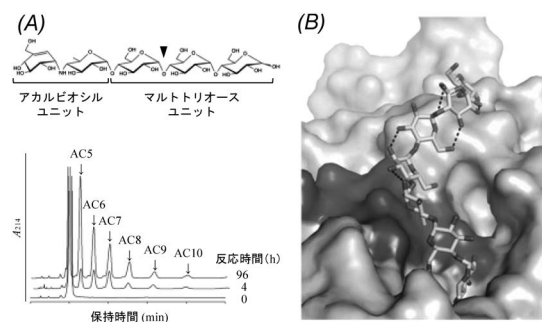 (A)
CH₂OH
NH
O
アカルビオシル
ユニット
マルトトリオース
ユニット
AC5
AC6
AC7
AC8
AC9
AC10
反応時間 (h)
96
4
0
A₂₁₄
保持時間 (min)
(B)